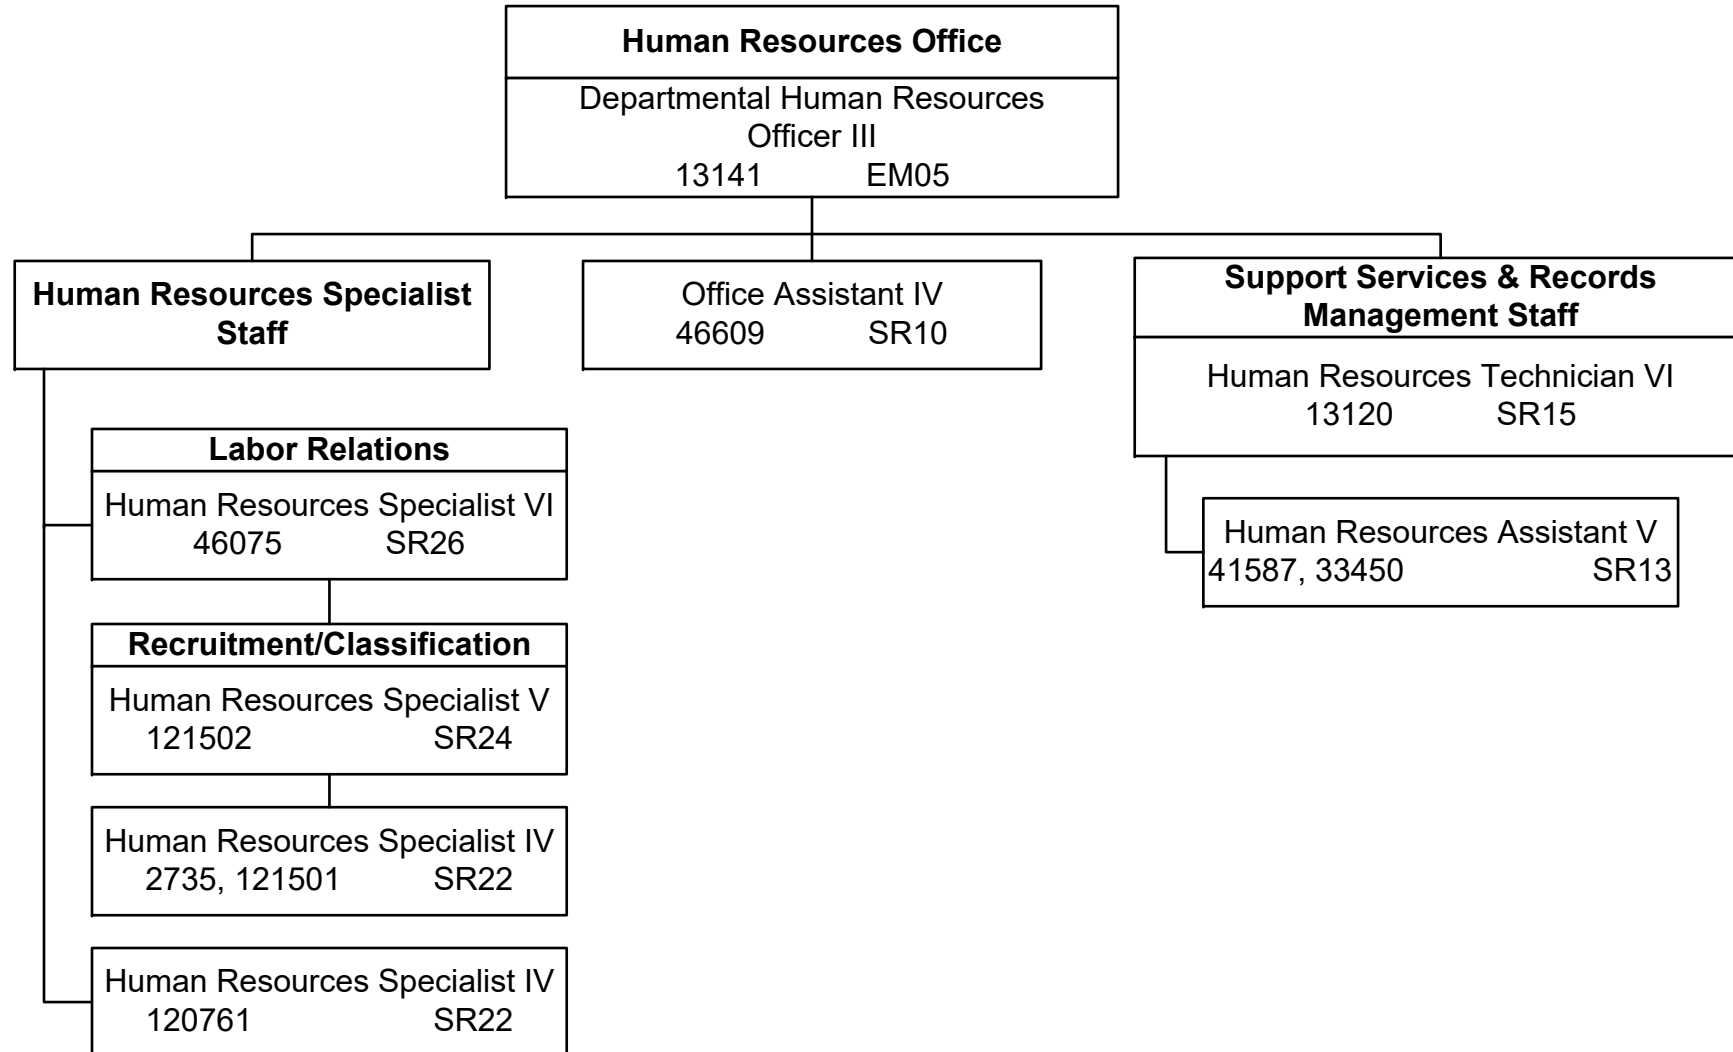 Human Resources Office
Departmental Human Resources
Officer III
13141 EM05
Human Resources Specialist
Staff
Office Assistant IV
46609 SR10
Support Services & Records
Management Staff
Human Resources Technician VI
13120 SR15
Labor Relations
Human Resources Specialist VI
46075 SR26
Human Resources Assistant V
41587, 33450 SR13
Recruitment/Classification
Human Resources Specialist V
121502 SR24
Human Resources Specialist IV
2735, 121501 SR22
Human Resources Specialist IV
120761 SR22